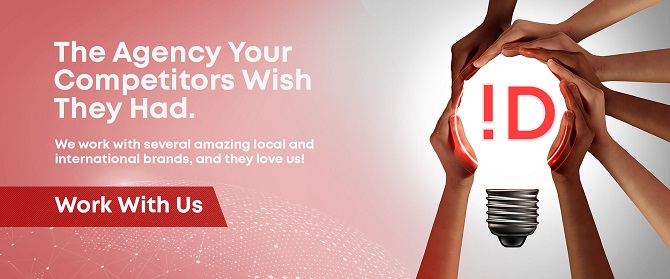 The Agency Your
Competitors Wish
They Had.
We work with several amazing local and
international brands, and they love us!
Work With Us
!D